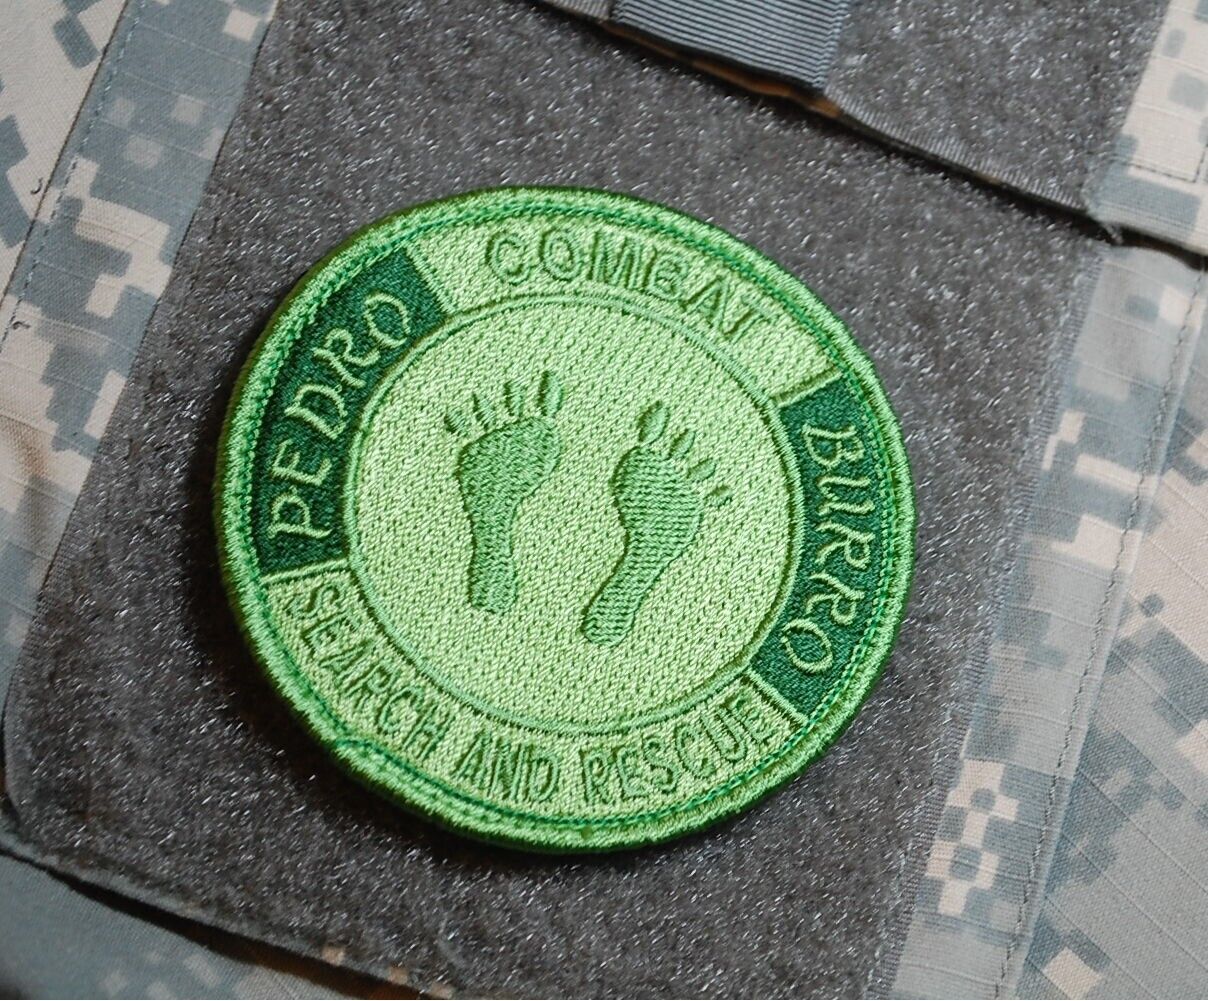 COMBAT
PEDRO
BURRO
SEARCH AND RESCUE